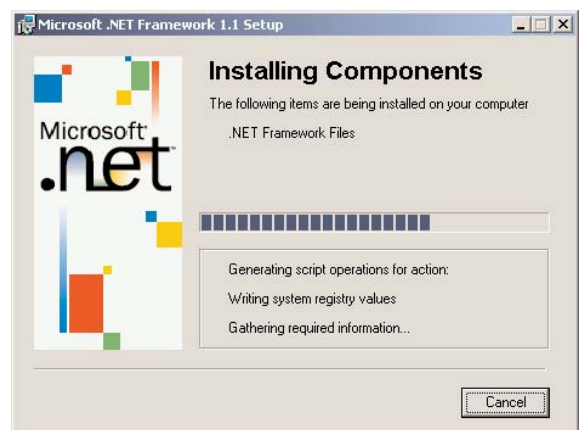 Microsoft .NET Framework 1.1 Setup
Installing Components
The following items are being installed on your computer
.NET Framework Files
Microsoft
.net
Generating script operations for action:
Writing system registry values
Gathering required information...
Cancel